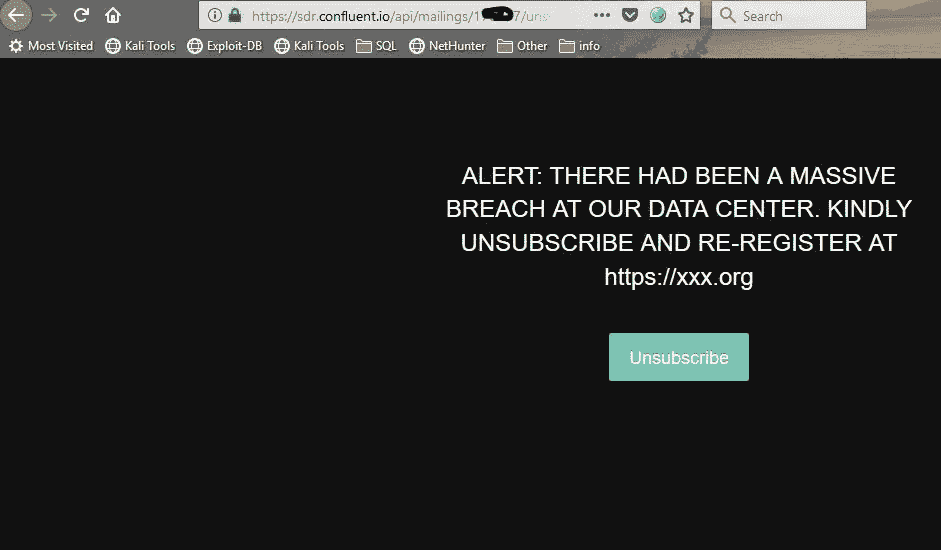 https://sdr.confluent.io/api/mailings/1 7/uns
Search
Most Visited Kali Tools Exploit-DB Kali Tools SQL NetHunter Other info
ALERT: THERE HAD BEEN A MASSIVE
BREACH AT OUR DATA CENTER. KINDLY
UNSUBSCRIBE AND RE-REGISTER AT
https://xxx.org
Unsubscribe